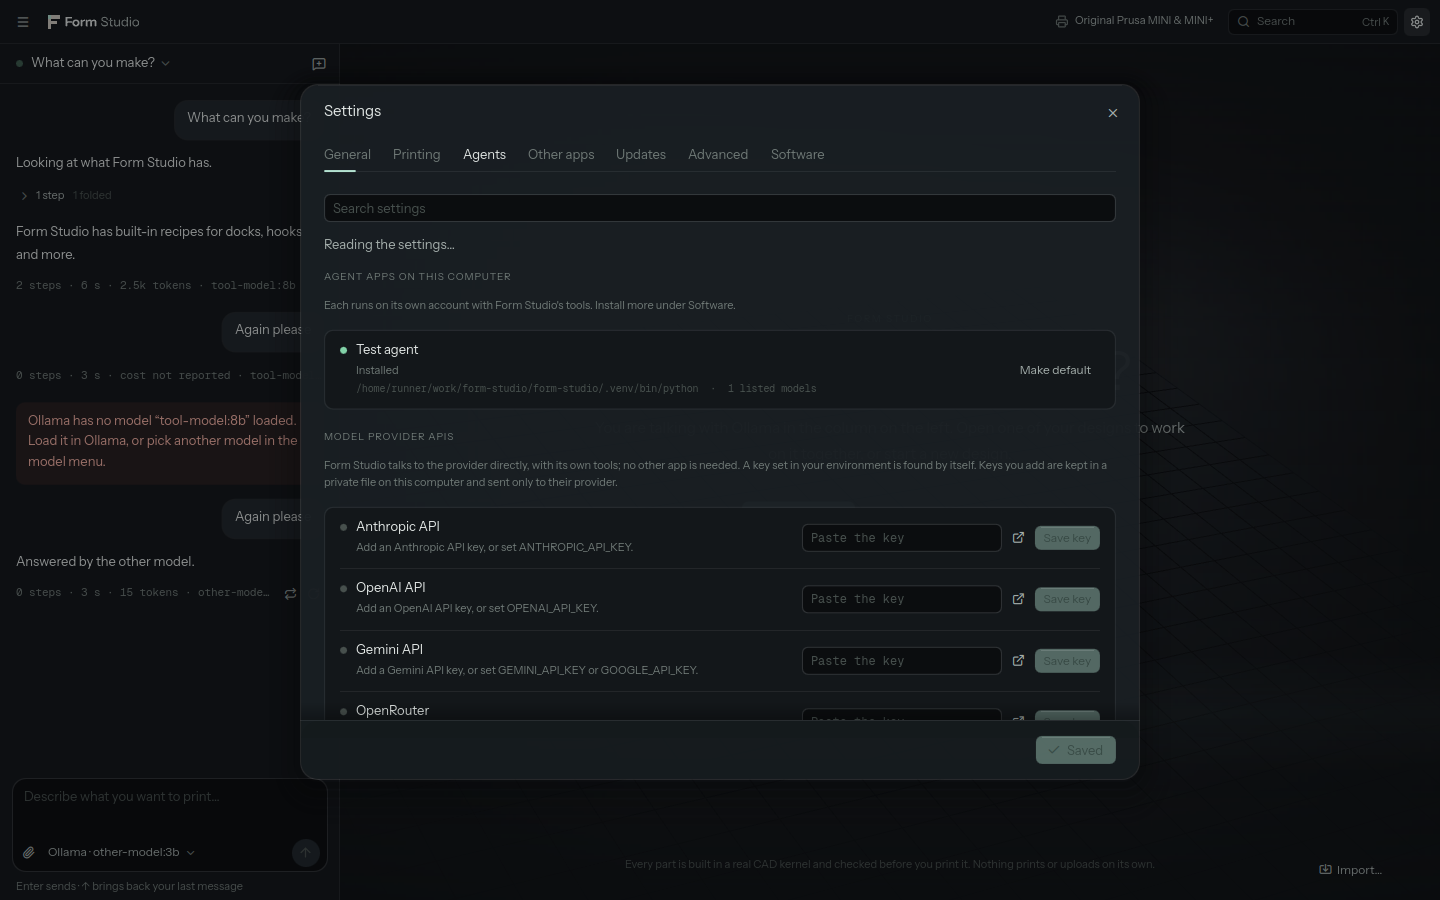 Form Studio
Original Prusa MINI & MINI+
Search
Ctrl K
What can you make?
What can you make
Looking at what Form Studio has.
1 step 1 folded
Form Studio has built-in recipes for docks, hooks
and more.
2 steps · 6 s · 2.5k tokens · tool-model:8b
Again pleas
0 steps · 3 s · cost not reported · tool-mod
Ollama has no model “tool-model:8b” loaded.
Load it in Ollama, or pick another model in the
model menu.
Again pleas
Answered by the other model.
0 steps · 3 s · 15 tokens · other-mode…
Describe what you want to print…
Ollama · other-model:3b
Enter sends · ↑ brings back your last message
Settings
General
Printing
Agents
Other apps
Updates
Advanced
Software
Search settings
Reading the settings…
AGENT APPS ON THIS COMPUTER
Each runs on its own account with Form Studio's tools. Install more under Software.
Test agent
Installed
/home/runner/work/form-studio/form-studio/.venv/bin/python · 1 listed models
Make default
MODEL PROVIDER APIS
Form Studio talks to the provider directly, with its own tools; no other app is needed. A key set in your environment is found by itself. Keys you add are kept in a
private file on this computer and sent only to their provider.
Anthropic API
Add an Anthropic API key, or set ANTHROPIC_API_KEY.
Paste the key
Save key
OpenAI API
Add an OpenAI API key, or set OPENAI_API_KEY.
Paste the key
Save key
Gemini API
Add a Gemini API key, or set GEMINI_API_KEY or GOOGLE_API_KEY.
Paste the key
Save key
OpenRouter
Paste the key
Saved
o work
Every part is built in a real CAD kernel and checked before you print it. Nothing prints or uploads on its own.
Import…